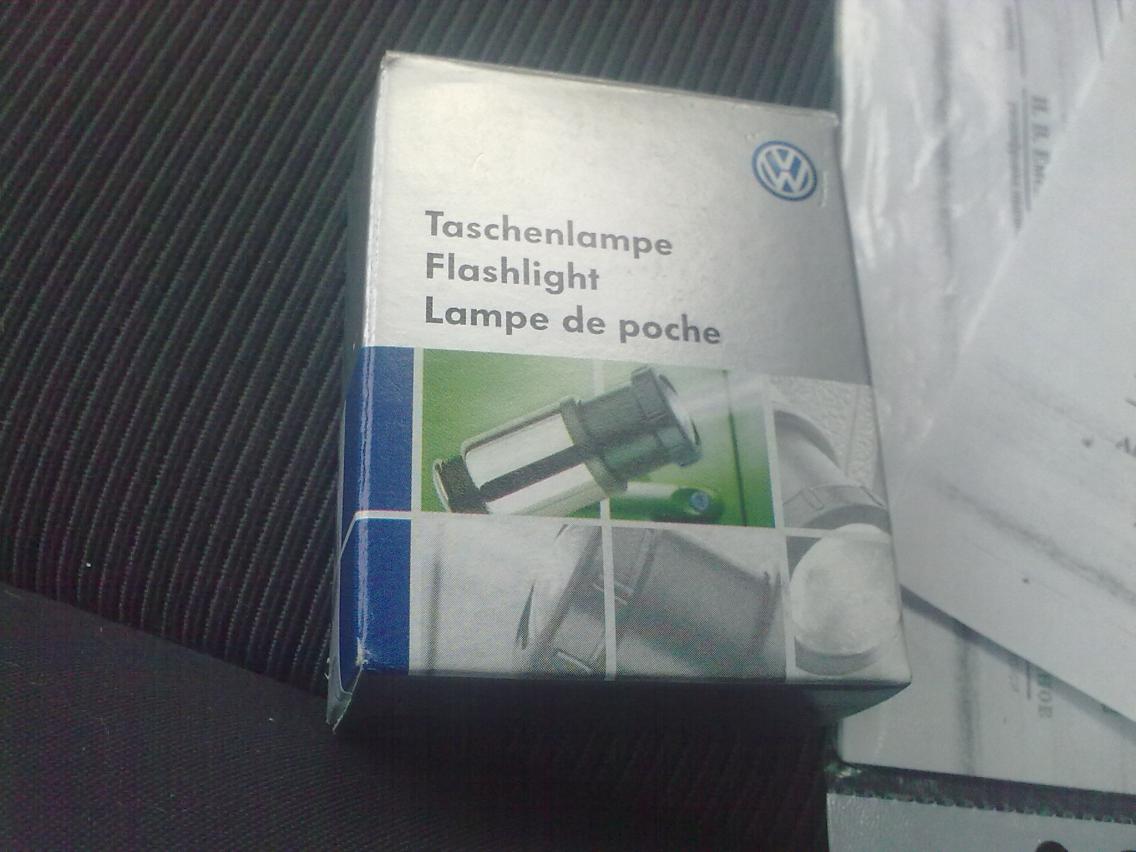 Taschenlampe
Flashlight
Lampe de poche